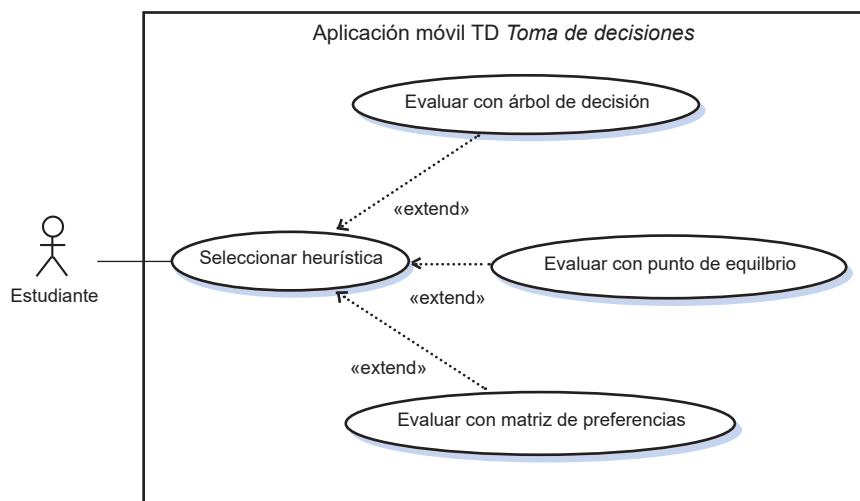 Aplicación móvil TD Toma de decisiones
Evaluar con árbol de decisión
«extend»
Seleccionar heurística
Evaluar con punto de equilbrio
«extend»
Estudiante
«extend»
Evaluar con matriz de preferencias